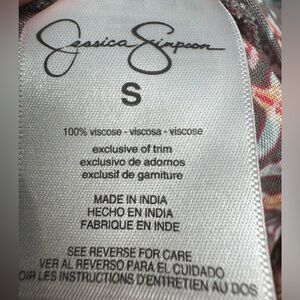 Jessica Simpson
S
100% viscose - viscosa - viscose
exclusive of trim
exclusivo de adornos
exclusif de garniture
MADE IN INDIA
HECHO EN INDIA
FABRIQUE EN INDE
SEE REVERSE FOR CARE
VER AL REVERSO PARA EL CUIDADO
OIR LES INSTRUCTIONS D'ENTRETIEN AU DOS